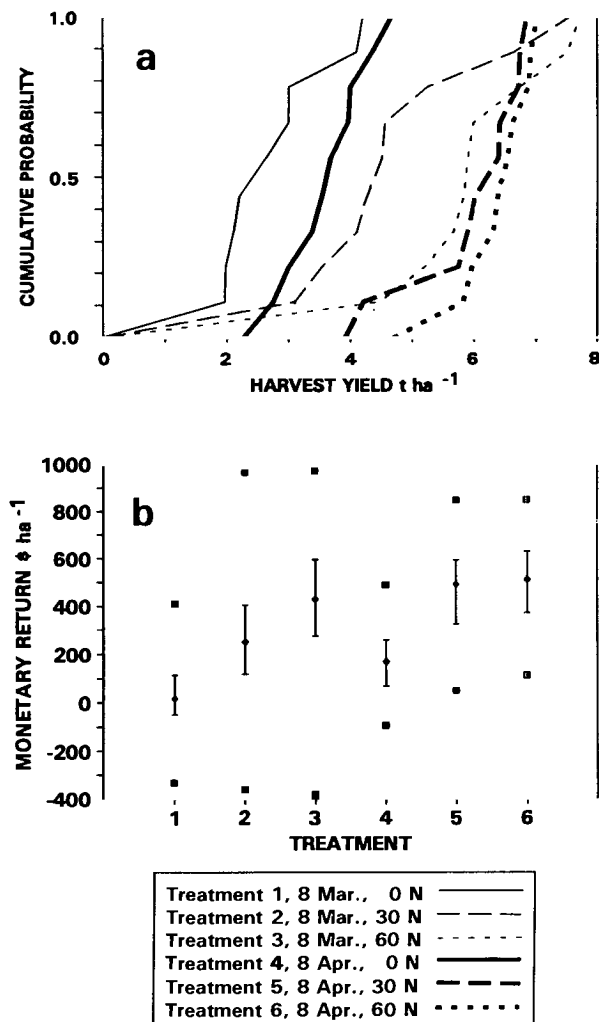 a
CUMULATIVE PROBABILITY
1.0
0.5
0.0
2
4
6
8
HARVEST YIELD t ha -1
b
MONETARY RETURN $ ha -1
1000
800
600
400
200
0
-200
-400
1 2 3 4 5 6
TREATMENT
Treatment 1, 8 Mar., 0 N
Treatment 2, 8 Mar., 30 N
Treatment 3, 8 Mar., 60 N
Treatment 4, 8 Apr., 0 N
Treatment 5, 8 Apr., 30 N
Treatment 6, 8 Apr., 60 N